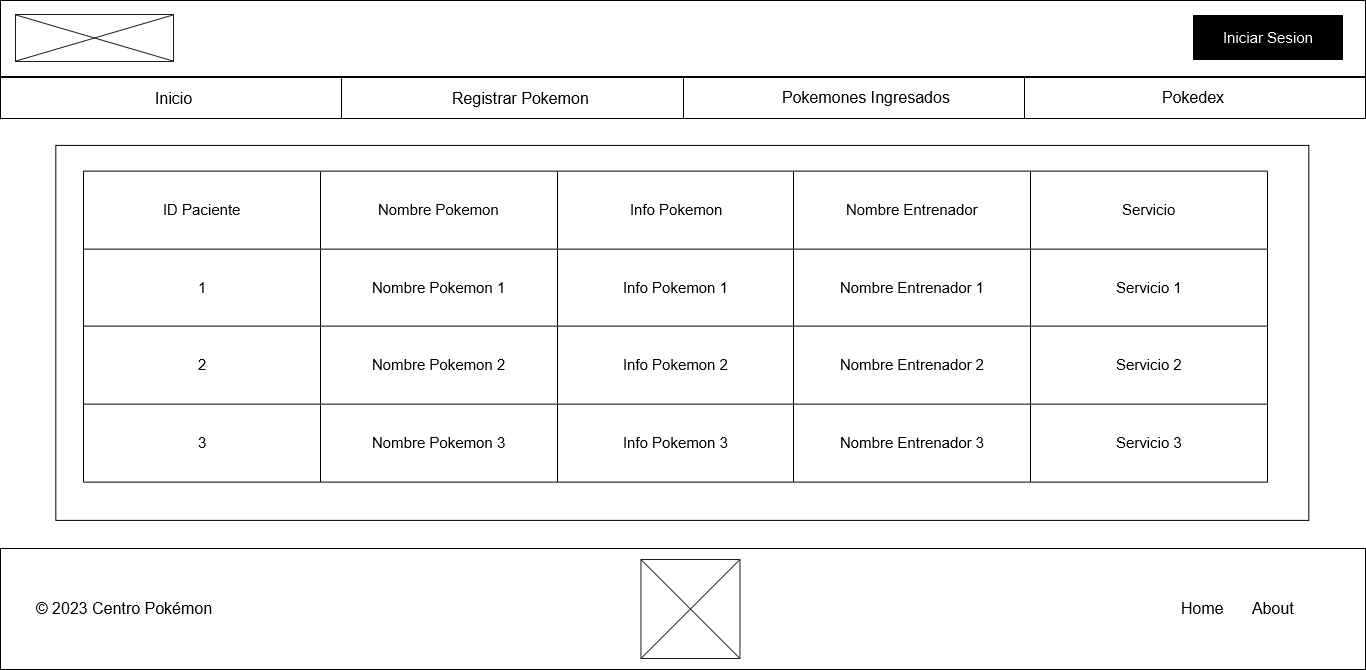 Iniciar Sesion
Inicio
Registrar Pokemon
Pokemones Ingresados
Pokedex
ID Paciente
Nombre Pokemon
Info Pokemon
Nombre Entrenador
Servicio
1
Nombre Pokemon 1
Info Pokemon 1
Nombre Entrenador 1
Servicio 1
2
Nombre Pokemon 2
Info Pokemon 2
Nombre Entrenador 2
Servicio 2
3
Nombre Pokemon 3
Info Pokemon 3
Nombre Entrenador 3
Servicio 3
© 2023 Centro Pokémon
Home
About